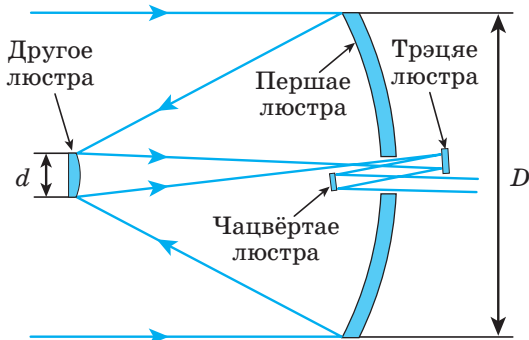 Другое
люстра
Першае
люстра
Трэцяе
люстра
d
D
Чацвёртае
люстра